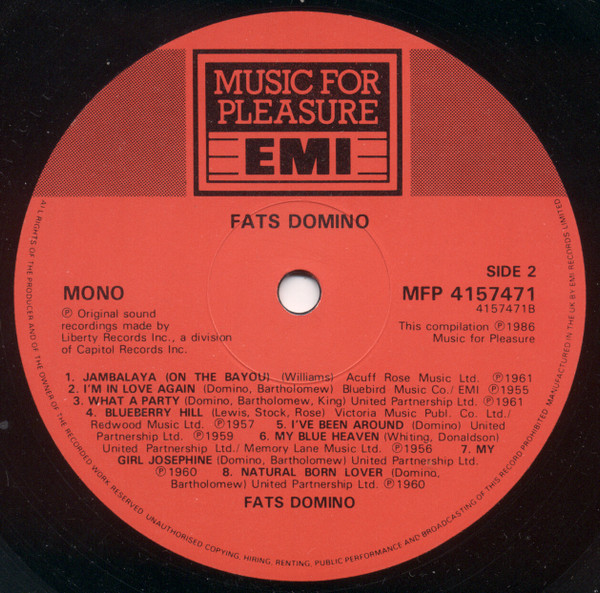 MUSIC FOR
PLEASURE
EMI
FATS DOMINO
SIDE 2
MONO
MFP 4157471
4157471B
℗ Original sound
recordings made by
Liberty Records Inc., a division
of Capitol Records Inc.
This compilation ℗1986
Music for Pleasure
1. JAMBALAYA (ON THE BAYOU) (Williams) Acuff Rose Music Ltd. ℗1961
2. I'M IN LOVE AGAIN (Domino, Bartholomew) Bluebird Music Co./ EMI ℗1955
3. WHAT A PARTY (Domino, Bartholomew, King) United Partnership Ltd. ℗1961
4. BLUEBERRY HILL (Lewis, Stock, Rose) Victoria Music Publ. Co. Ltd./
Redwood Music Ltd. ℗1957 5. I'VE BEEN AROUND (Domino) United
Partnership Ltd. ℗1959 6. MY BLUE HEAVEN (Whiting, Donaldson)
United Partnership Ltd./ Memory Lane Music Ltd. ℗1956 7. MY
GIRL JOSEPHINE (Domino, Bartholomew) United Partnership Ltd.
℗1960 8. NATURAL BORN LOVER (Domino,
Bartholomew) United Partnership Ltd. ℗1960
FATS DOMINO
ALL RIGHTS OF THE PRODUCER AND OF THE OWNER OF THE RECORDED WORK RESERVED. UNAUTHORISED COPYING, HIRING, RENTING, PUBLIC PERFORMANCE AND BROADCASTING OF THIS RECORD PROHIBITED. MANUFACTURED IN THE UK BY EMI RECORDS LIMITED